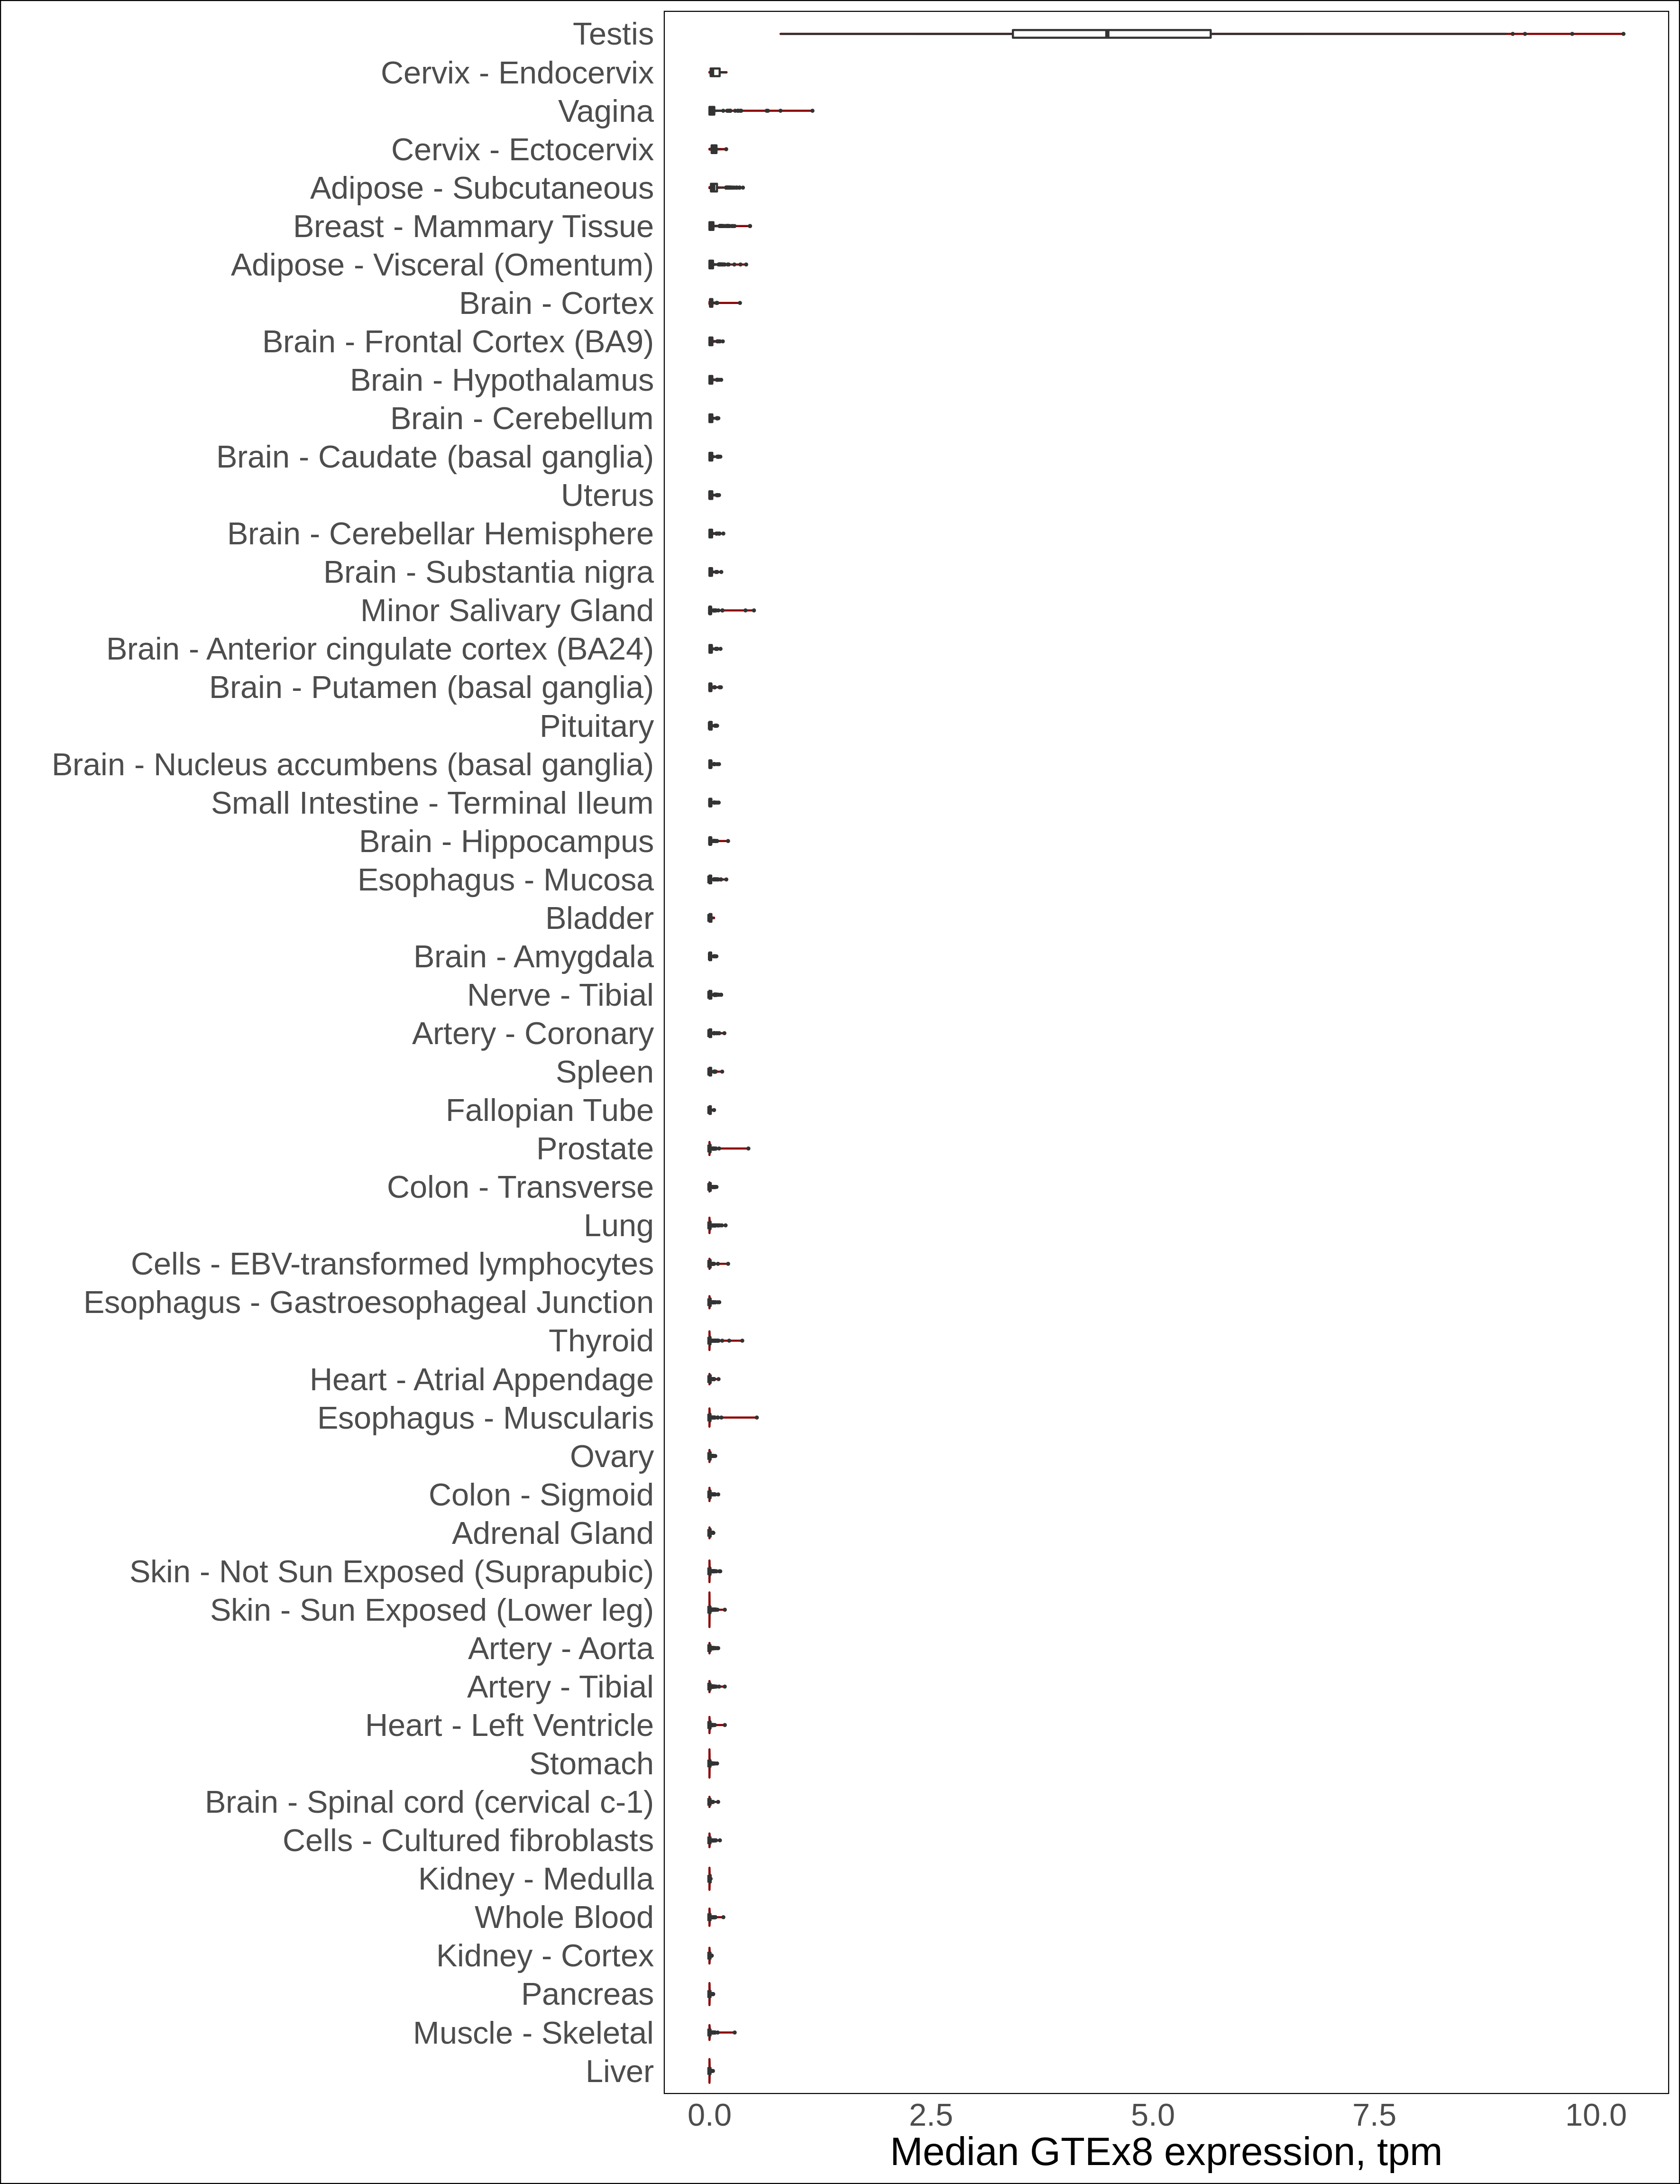 Testis
Cervix - Endocervix
Vagina
Cervix - Ectocervix
Adipose - Subcutaneous
Breast - Mammary Tissue
Adipose - Visceral (Omentum)
Brain - Cortex
Brain - Frontal Cortex (BA9)
Brain - Hypothalamus
Brain - Cerebellum
Brain - Caudate (basal ganglia)
Uterus
Brain - Cerebellar Hemisphere
Brain - Substantia nigra
Minor Salivary Gland
Brain - Anterior cingulate cortex (BA24)
Brain - Putamen (basal ganglia)
Pituitary
Brain - Nucleus accumbens (basal ganglia)
Small Intestine - Terminal Ileum
Brain - Hippocampus
Esophagus - Mucosa
Bladder
Brain - Amygdala
Nerve - Tibial
Artery - Coronary
Spleen
Fallopian Tube
Prostate
Colon - Transverse
Lung
Cells - EBV-transformed lymphocytes
Esophagus - Gastroesophageal Junction
Thyroid
Heart - Atrial Appendage
Esophagus - Muscularis
Ovary
Colon - Sigmoid
Adrenal Gland
Skin - Not Sun Exposed (Suprapubic)
Skin - Sun Exposed (Lower leg)
Artery - Aorta
Artery - Tibial
Heart - Left Ventricle
Stomach
Brain - Spinal cord (cervical c-1)
Cells - Cultured fibroblasts
Kidney - Medulla
Whole Blood
Kidney - Cortex
Pancreas
Muscle - Skeletal
Liver
0.0 2.5 5.0 7.5 10.0
Median GTEx8 expression, tpm